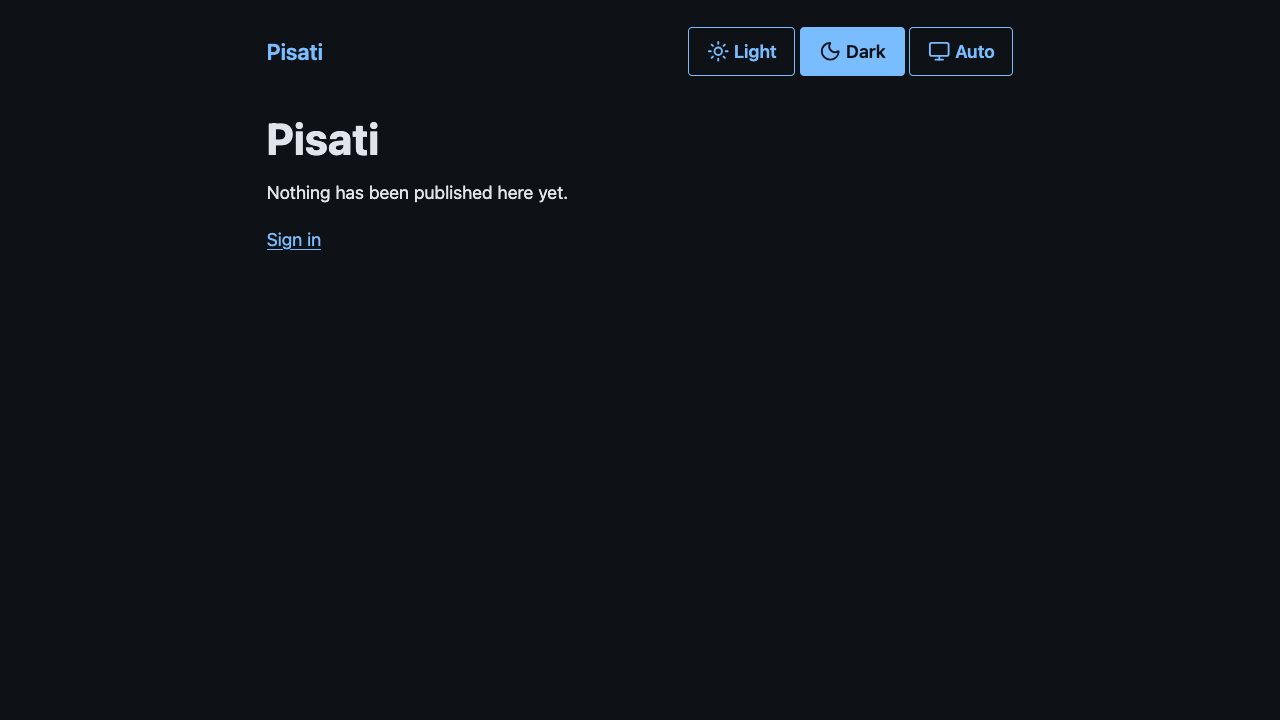 Pisati
Light Dark Auto
Pisati
Nothing has been published here yet.
Sign in